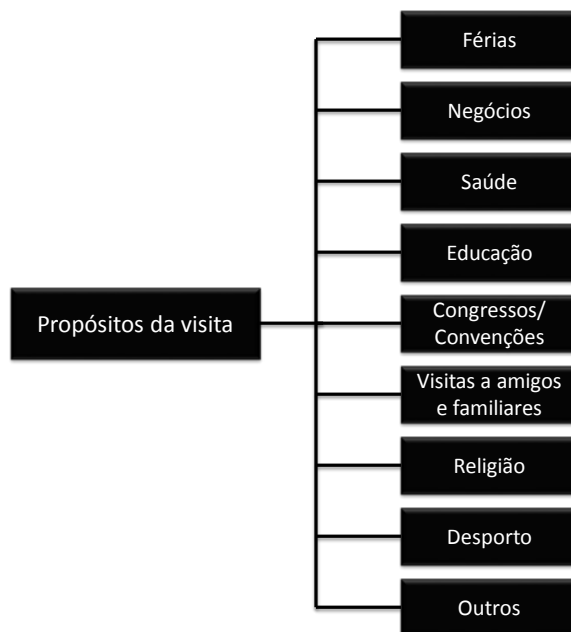 Férias
Negócios
Saúde
Educação
Propósitos da visita
Congressos/
Convenções
Visitas a amigos
e familiares
Religião
Desporto
Outros